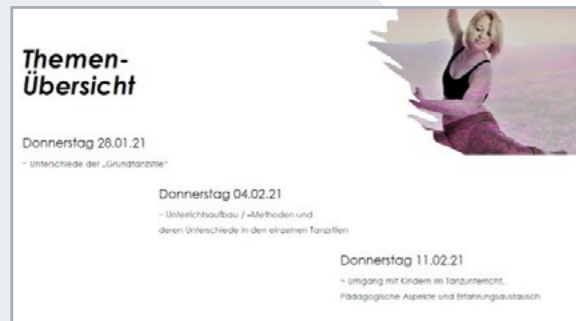 Themen-
Übersicht
Donnerstag 28.01.21
~ Unterschiede der „Grundtanzstile“
Donnerstag 04.02.21
~ Unterrichtsaufbau / -Methoden und
deren Unterschiede in den einzelnen Tanzstilen
Donnerstag 11.02.21
~ Umgang mit Kindern im Tanzunterricht,
Pädagogische Aspekte und Erfahrungsaustausch